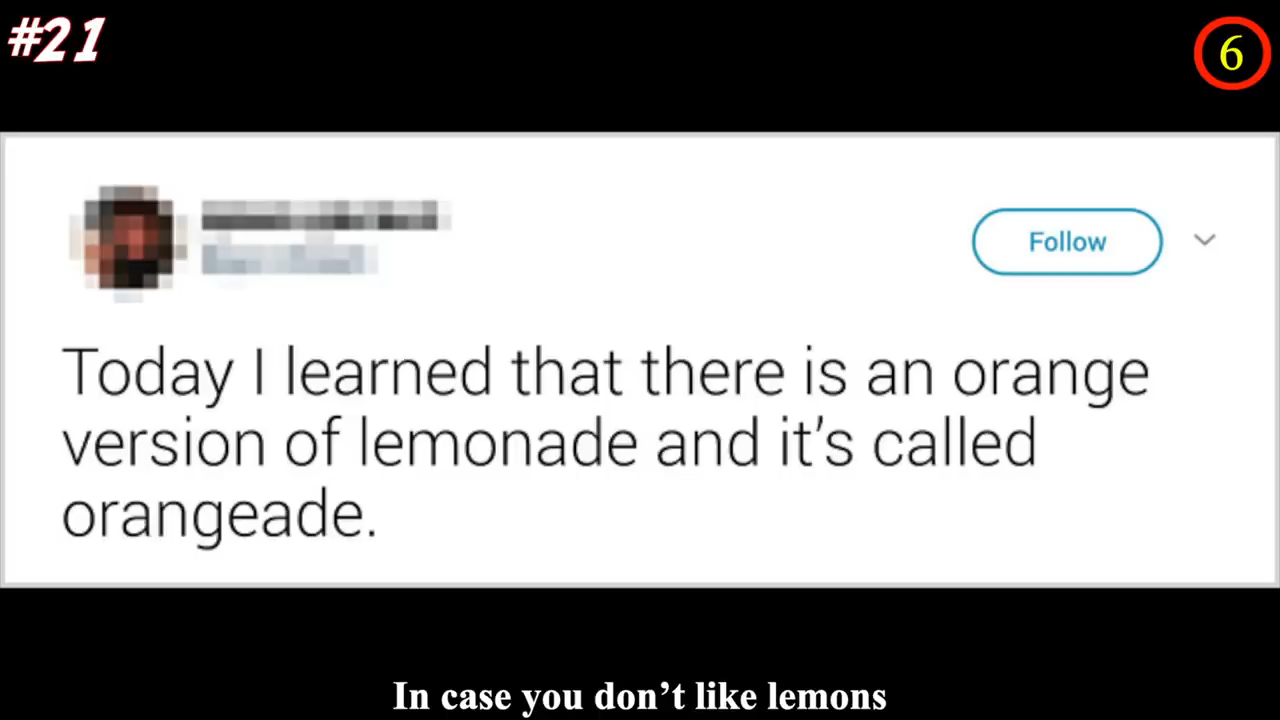 #21
6
Follow
Today I learned that there is an orange
version of lemonade and it’s called
orangeade.
In case you don’t like lemons